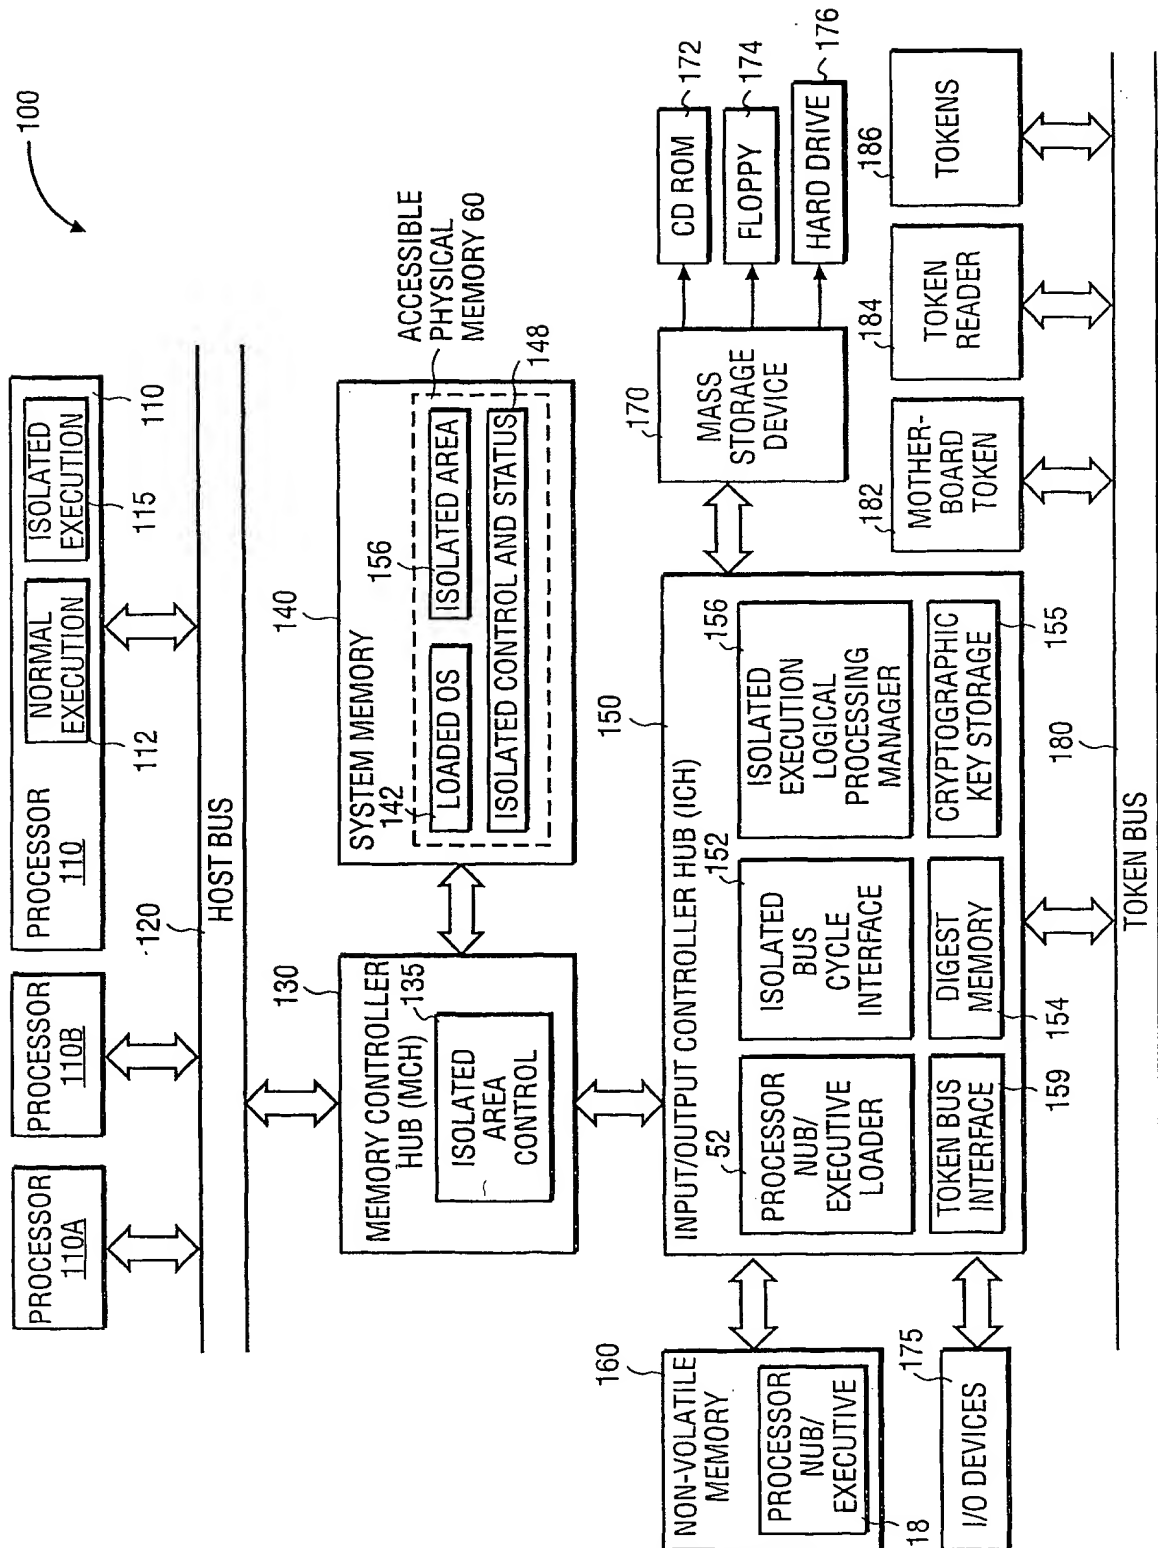 100
PROCESSOR
110A
PROCESSOR
110B
PROCESSOR
110
NORMAL
EXECUTION
112
ISOLATED
EXECUTION
115
110
120
HOST BUS
MEMORY CONTROLLER
HUB (MCH)
130
135
ISOLATED
AREA
CONTROL
140
SYSTEM MEMORY
142
LOADED OS
156
ISOLATED AREA
ISOLATED CONTROL AND STATUS
148
ACCESSIBLE
PHYSICAL
MEMORY 60
150
INPUT/OUTPUT CONTROLLER HUB (ICH)
52
PROCESSOR
NUB/
EXECUTIVE
LOADER
152
ISOLATED
BUS
CYCLE
INTERFACE
156
ISOLATED
EXECUTION
LOGICAL
PROCESSING
MANAGER
TOKEN BUS
INTERFACE
159
DIGEST
MEMORY
154
CRYPTOGRAPHIC
KEY STORAGE
155
160
NON-VOLATILE
MEMORY
PROCESSOR
NUB/
EXECUTIVE
18
175
I/O DEVICES
170
MASS
STORAGE
DEVICE
CD ROM
172
FLOPPY
174
HARD DRIVE
176
182
MOTHER-
BOARD
TOKEN
184
TOKEN
READER
186
TOKENS
180
TOKEN BUS